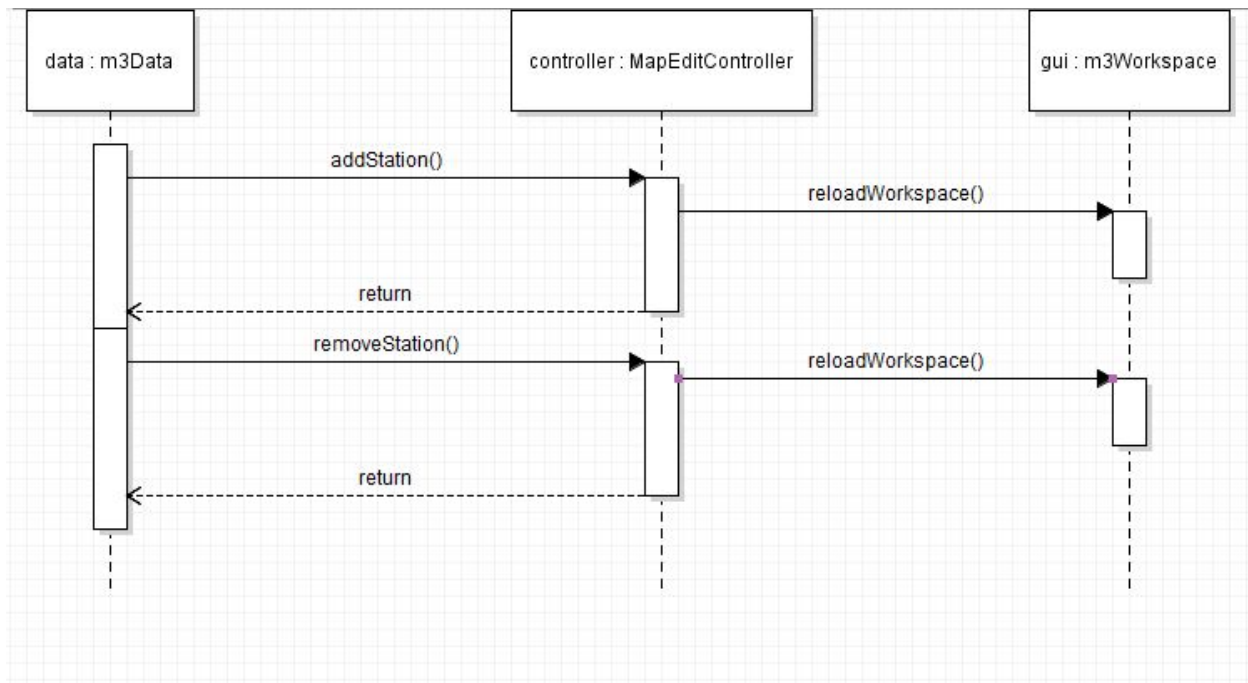 data : m3Data
controller : MapEditController
gui : m3Workspace
addStation()
reloadWorkspace()
return
removeStation()
reloadWorkspace()
return